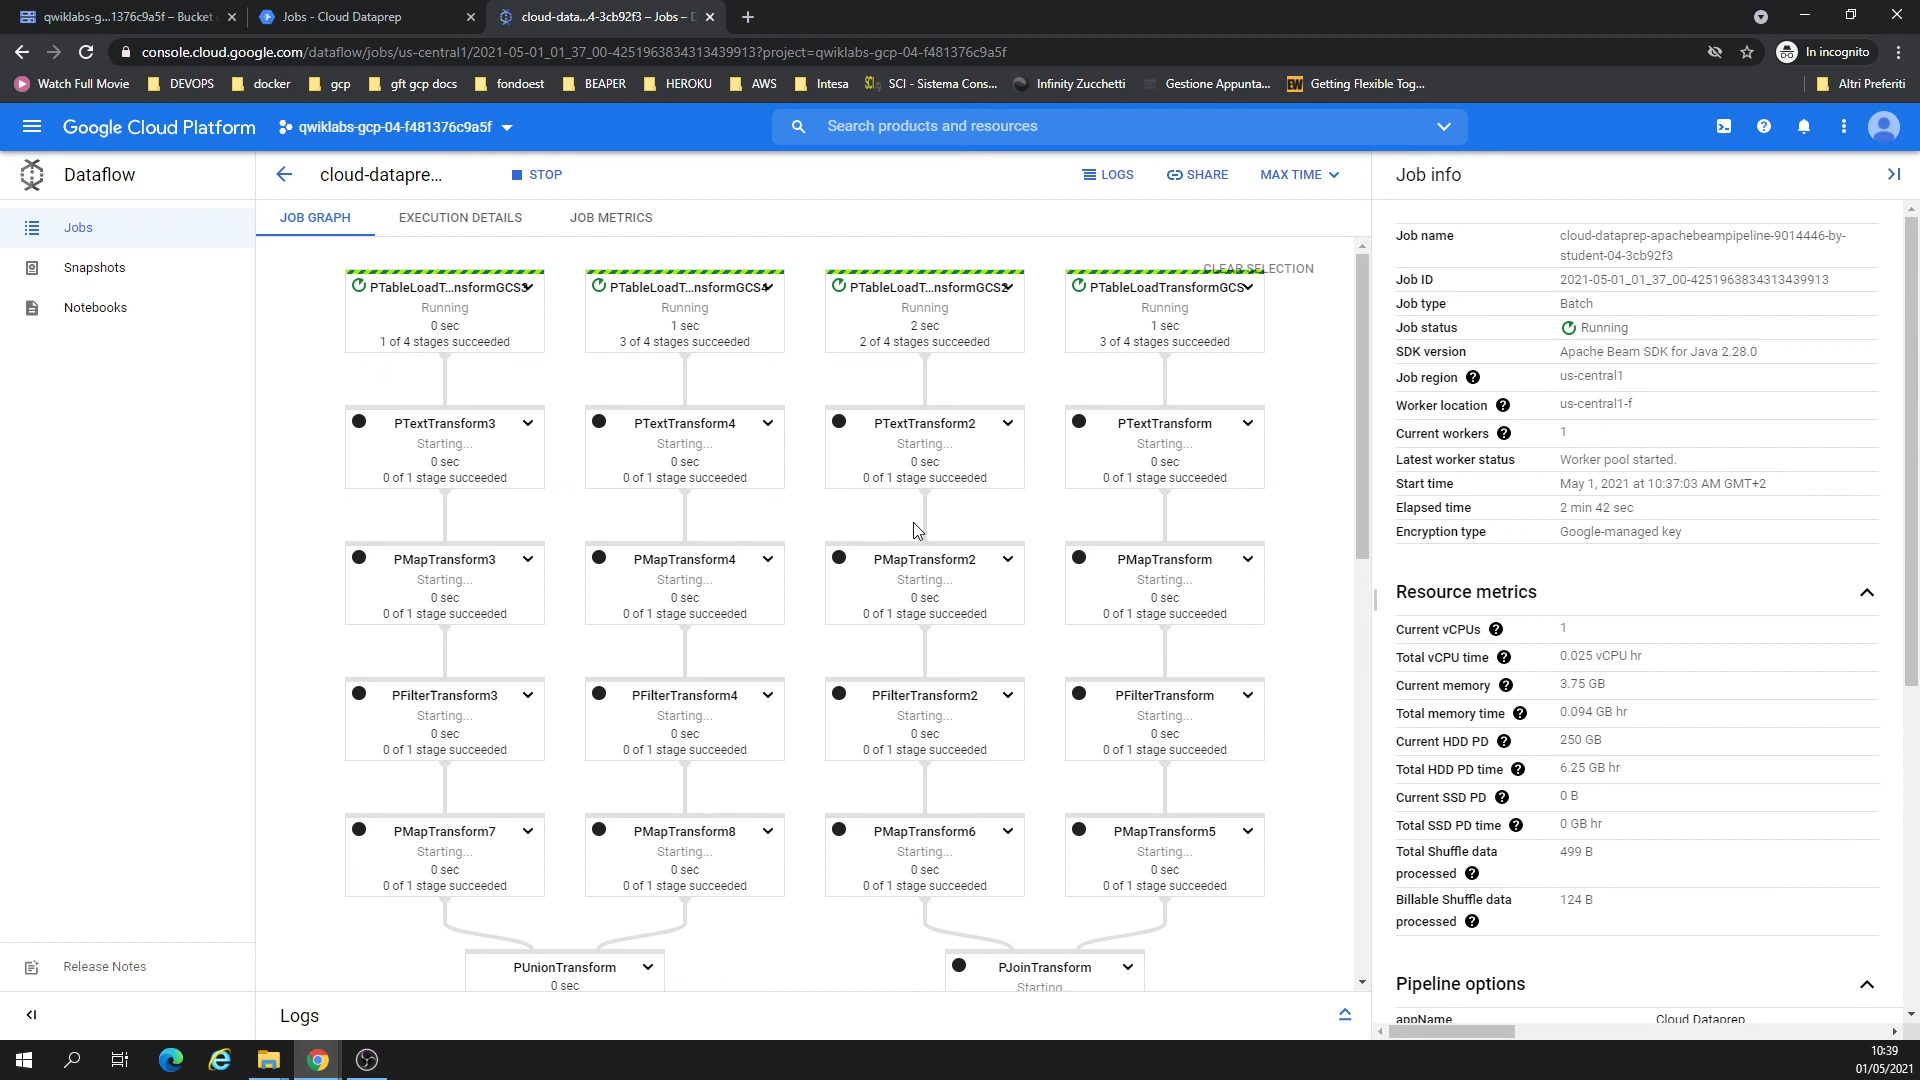 qwiklabs-g...1376c9a5f – Bucket
Jobs - Cloud Dataprep
cloud-data...4-3cb92f3 – Jobs – D
console.cloud.google.com/dataflow/jobs/us-central1/2021-05-01_01_37_00-4251963834313439913?project=qwiklabs-gcp-04-f481376c9a5f
In incognito
Watch Full Movie
DEVOPS
docker
gcp
gft gcp docs
fondoest
BEAPER
HEROKU
AWS
Intesa
SCI - Sistema Cons...
Infinity Zucchetti
Gestione Appunta...
EW
Getting Flexible Tog...
Altri Preferiti
Google Cloud Platform
qwiklabs-gcp-04-f481376c9a5f
Search products and resources
Dataflow
cloud-datapre...
STOP
LOGS
SHARE
MAX TIME
Job info
Jobs
Snapshots
Notebooks
Release Notes
JOB GRAPH
EXECUTION DETAILS
JOB METRICS
CLEAR SELECTION
PTableLoadT...nsformGCS3
Running
0 sec
1 of 4 stages succeeded
PTableLoadT...nsformGCS4
Running
1 sec
3 of 4 stages succeeded
PTableLoadT...nsformGCS2
Running
2 sec
2 of 4 stages succeeded
PTableLoadTransformGCS
Running
1 sec
3 of 4 stages succeeded
PTextTransform3
Starting...
0 sec
0 of 1 stage succeeded
PTextTransform4
Starting...
0 sec
0 of 1 stage succeeded
PTextTransform2
Starting...
0 sec
0 of 1 stage succeeded
PTextTransform
Starting...
0 sec
0 of 1 stage succeeded
PMapTransform3
Starting...
0 sec
0 of 1 stage succeeded
PMapTransform4
Starting...
0 sec
0 of 1 stage succeeded
PMapTransform2
Starting...
0 sec
0 of 1 stage succeeded
PMapTransform
Starting...
0 sec
0 of 1 stage succeeded
PFilterTransform3
Starting...
0 sec
0 of 1 stage succeeded
PFilterTransform4
Starting...
0 sec
0 of 1 stage succeeded
PFilterTransform2
Starting...
0 sec
0 of 1 stage succeeded
PFilterTransform
Starting...
0 sec
0 of 1 stage succeeded
PMapTransform7
Starting...
0 sec
0 of 1 stage succeeded
PMapTransform8
Starting...
0 sec
0 of 1 stage succeeded
PMapTransform6
Starting...
0 sec
0 of 1 stage succeeded
PMapTransform5
Starting...
0 sec
0 of 1 stage succeeded
PUnionTransform
0 sec
PJoinTransform
Starting...
Logs
Job name cloud-dataprep-apachebeampipeline-9014446-by-
student-04-3cb92f3
Job ID 2021-05-01_01_37_00-4251963834313439913
Job type Batch
Job status Running
SDK version Apache Beam SDK for Java 2.28.0
Job region us-central1
Worker location us-central1-f
Current workers 1
Latest worker status Worker pool started.
Start time May 1, 2021 at 10:37:03 AM GMT+2
Elapsed time 2 min 42 sec
Encryption type Google-managed key
Resource metrics
Current vCPUs 1
Total vCPU time 0.025 vCPU hr
Current memory 3.75 GB
Total memory time 0.094 GB hr
Current HDD PD 250 GB
Total HDD PD time 6.25 GB hr
Current SSD PD 0 B
Total SSD PD time 0 GB hr
Total Shuffle data 499 B
processed
Billable Shuffle data 124 B
processed
Pipeline options
appName Cloud Dataprep
10:39
01/05/2021